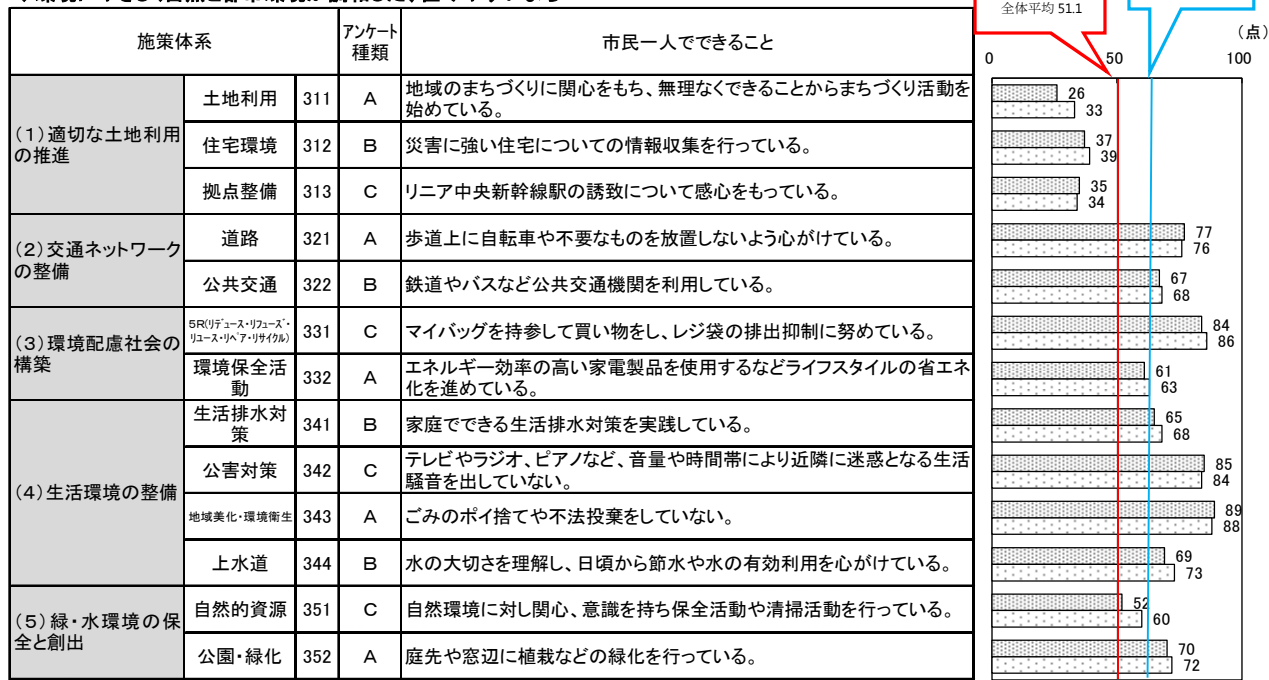 全体平均 51.1
(点)
0 50 100
施策体系
アンケート
種類
市民一人でできること
(1)適切な土地利用
の推進
土地利用 311 A 地域のまちづくりに関心をもち、無理なくできることからまちづくり活動を
始めている。
26
33
住宅環境 312 B 災害に強い住宅についての情報収集を行っている。
37
39
拠点整備 313 C リニア中央新幹線駅の誘致について感心をもっている。
35
34
(2)交通ネットワーク
の整備
道路 321 A 歩道上に自転車や不要なものを放置しないよう心がけている。
77
76
公共交通 322 B 鉄道やバスなど公共交通機関を利用している。
67
68
(3)環境配慮社会の
構築
5R(リデュース・リフューズ・
リユース・リペア・リサイクル)
331 C マイバッグを持参して買い物をし、レジ袋の排出抑制に努めている。
84
86
環境保全活
動
332 A エネルギー効率の高い家電製品を使用するなどライフスタイルの省エネ
化を進めている。
61
63
(4)生活環境の整備
生活排水対
策
341 B 家庭でできる生活排水対策を実践している。
65
68
公害対策 342 C テレビやラジオ、ピアノなど、音量や時間帯により近隣に迷惑となる生活
騒音を出していない。
85
84
地域美化・環境衛生 343 A ごみのポイ捨てや不法投棄をしていない。
89
88
上水道 344 B 水の大切さを理解し、日頃から節水や水の有効利用を心がけている。
69
73
(5)緑・水環境の保
全と創出
自然的資源 351 C 自然環境に対し関心、意識を持ち保全活動や清掃活動を行っている。
52
60
公園・緑化 352 A 庭先や窓辺に植栽などの緑化を行っている。
70
72